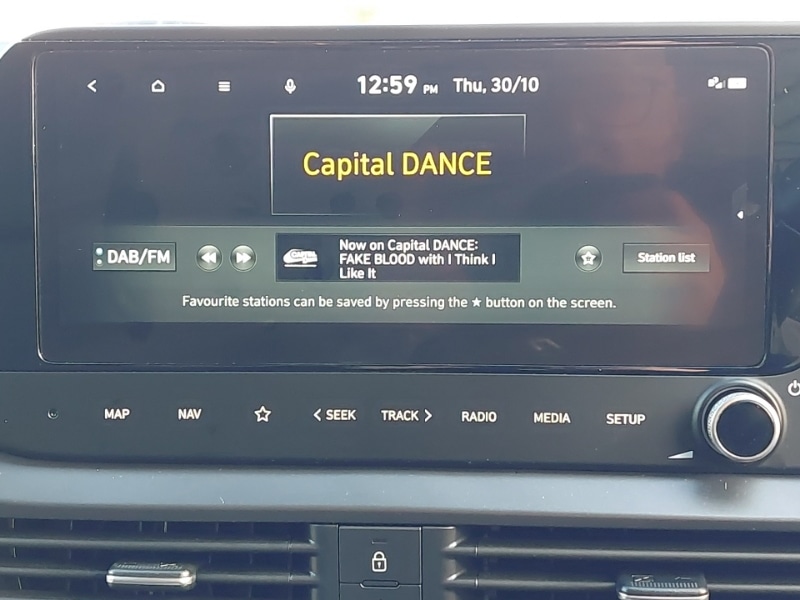 12:59 PM Thu, 30/10
Capital DANCE
DAB/FM
CAPITAL
Now on Capital DANCE:
FAKE BLOOD with I Think I
Like It
Station list
Favourite stations can be saved by pressing the ★ button on the screen.
MAP NAV ☆ < SEEK TRACK > RADIO MEDIA SETUP